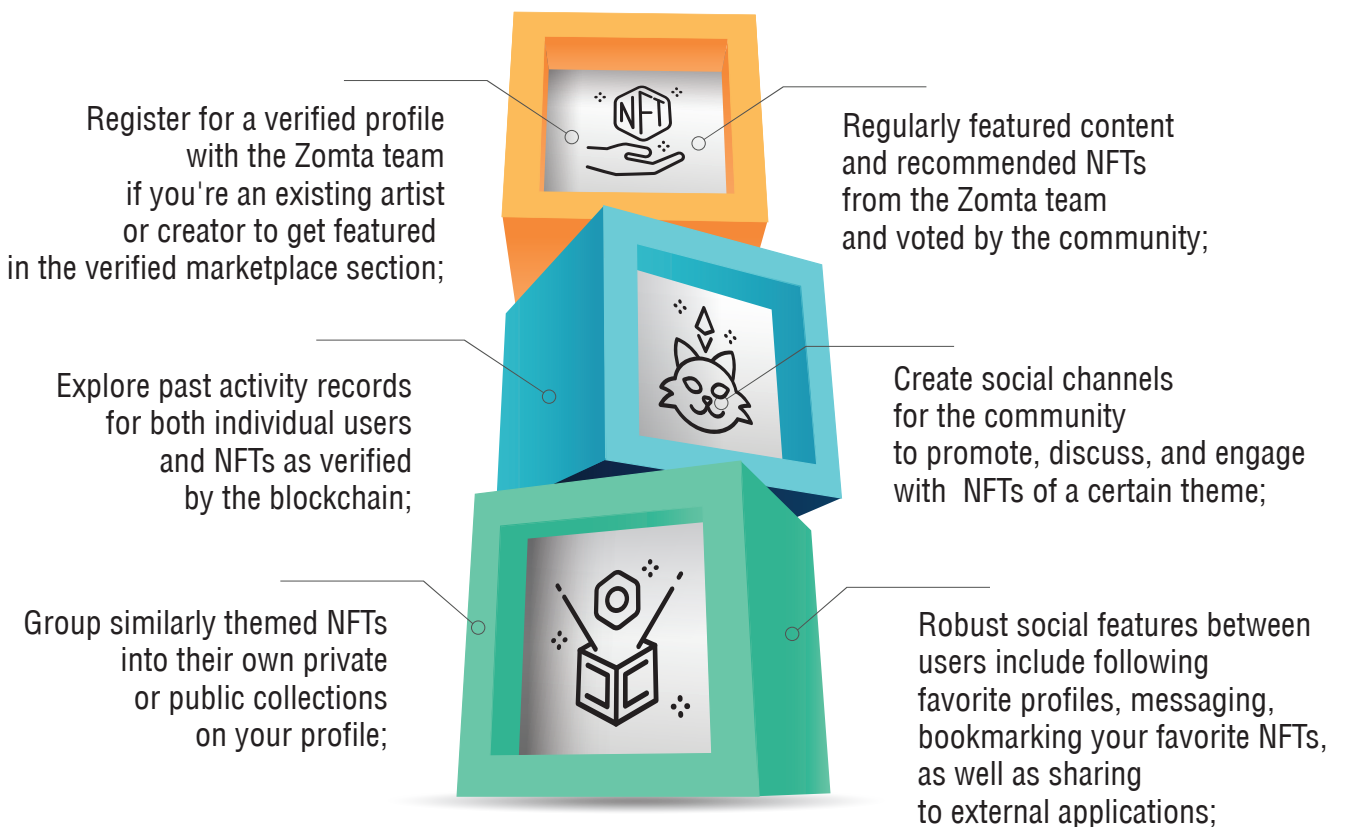 Register for a verified profile
with the Zomta team
if you're an existing artist
or creator to get featured
in the verified marketplace section;
NFT
Regularly featured content
and recommended NFTs
from the Zomta team
and voted by the community;
Explore past activity records
for both individual users
and NFTs as verified
by the blockchain;
Create social channels
for the community
to promote, discuss, and engage
with  NFTs of a certain theme;
Group similarly themed NFTs
into their own private
or public collections
on your profile;
Robust social features between
users include following
favorite profiles, messaging,
bookmarking your favorite NFTs,
as well as sharing
to external applications;